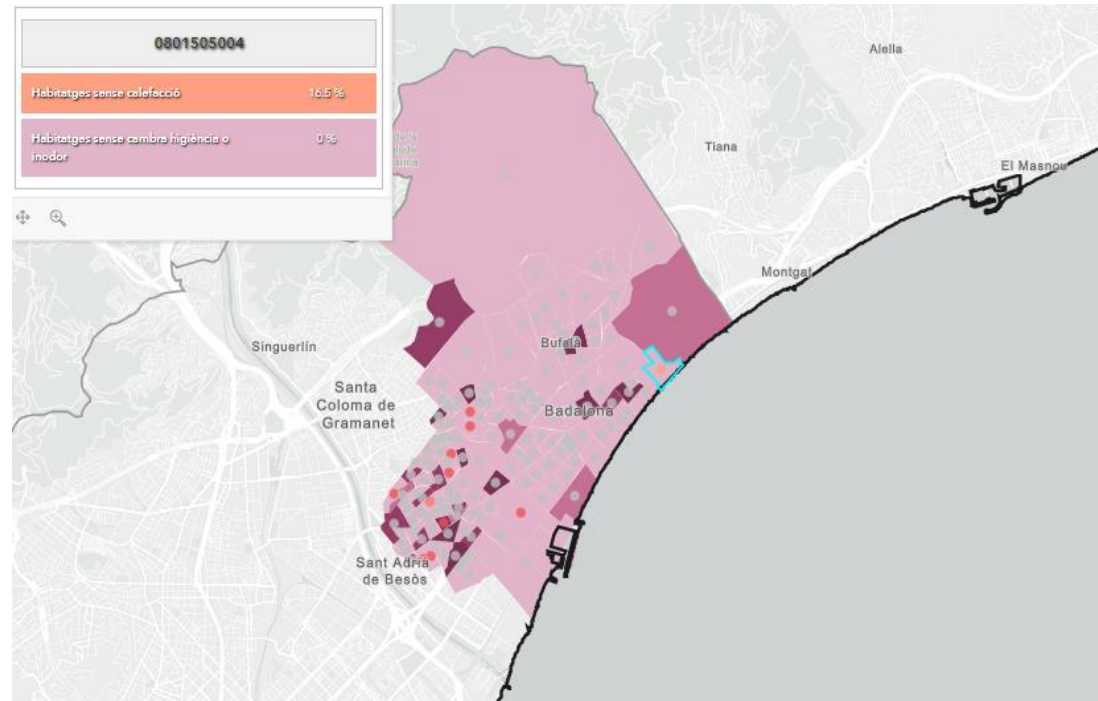 0801505004
Habitatges sense calefacció 16.5 %
Habitatges sense cambra higiència o
inodor 0 %
Alella
Tiana
El Masnou
Montgat
Singuerlín
Bufalà
Santa
Coloma de
Gramanet
Badalona
Sant Adrià
de Besòs